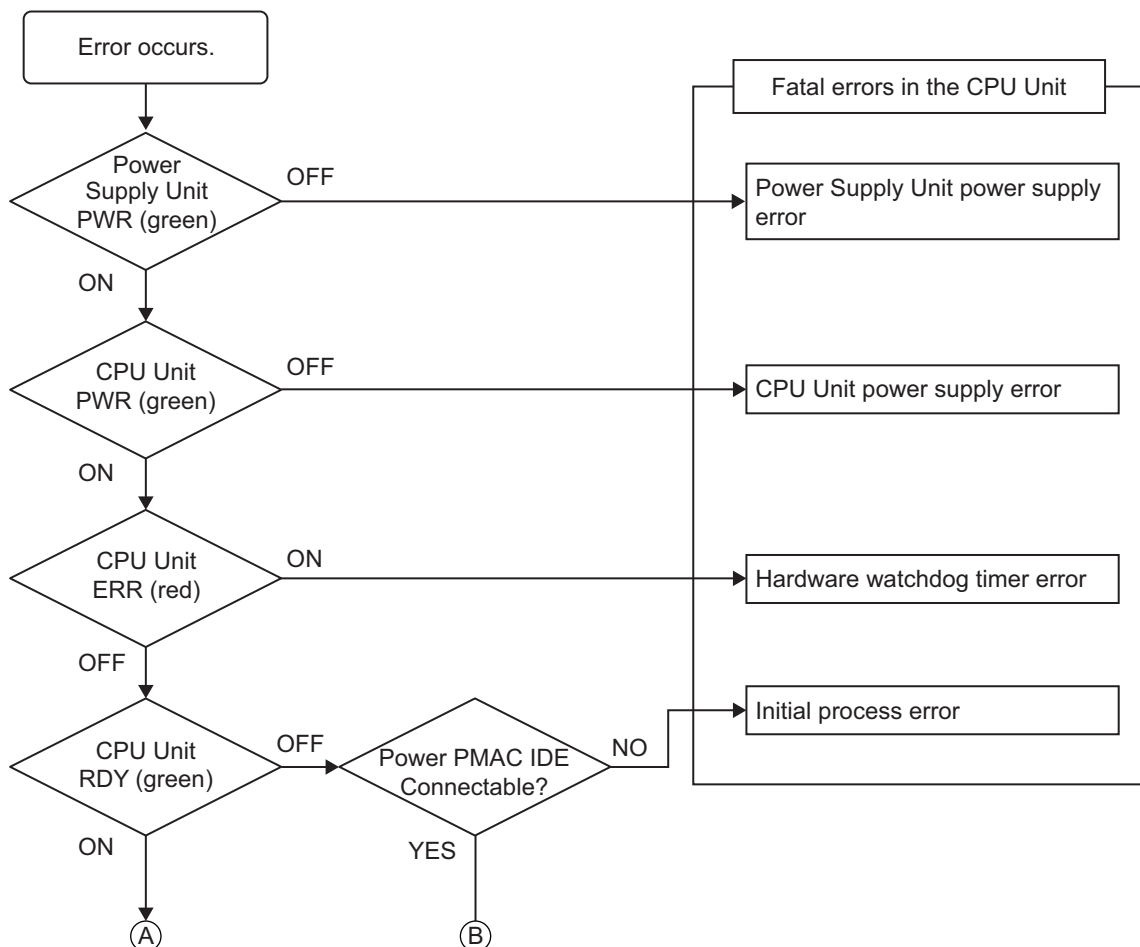 Error occurs.
Fatal errors in the CPU Unit
Power
Supply Unit
PWR (green)
OFF
Power Supply Unit power supply
error
ON
CPU Unit
PWR (green)
OFF
CPU Unit power supply error
ON
CPU Unit
ERR (red)
ON
Hardware watchdog timer error
OFF
CPU Unit
RDY (green)
OFF
Power PMAC IDE
Connectable?
NO
Initial process error
ON
YES
A
B